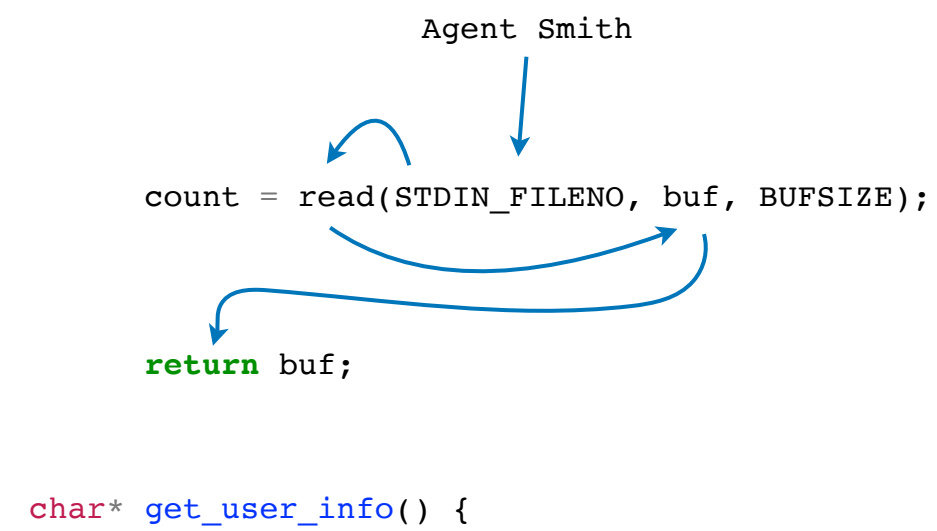 Agent Smith
count = read(STDIN_FILENO, buf, BUFSIZE);
return buf;
char* get_user_info() {